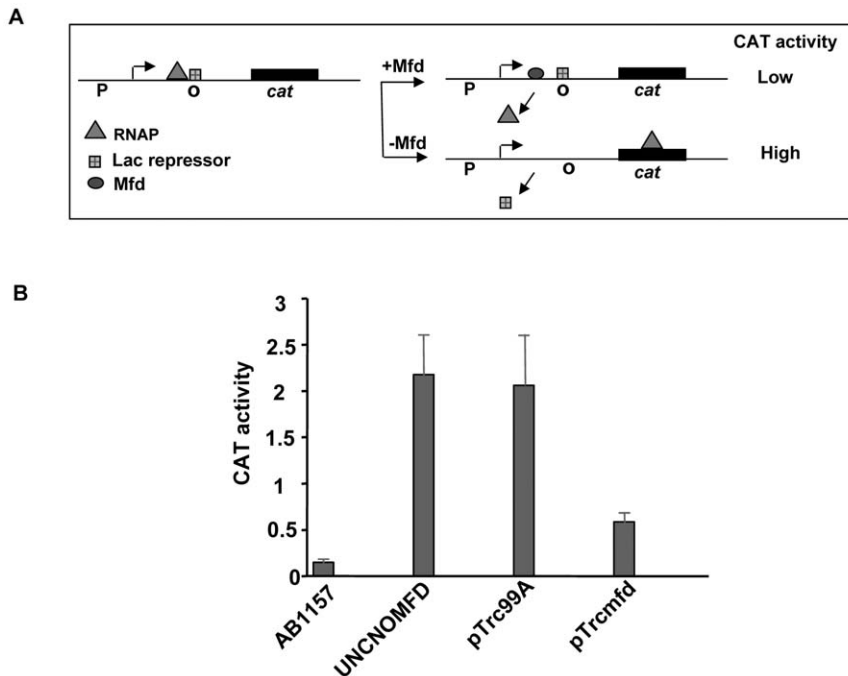 A
CAT activity
+Mfd
P
O
cat
P
O
cat
Low
RNAP
Lac repressor
Mfd
-Mfd
P
O
cat
High
B
CAT activity
3
2.5
2
1.5
1
0.5
0
AB1157
UNCNOMFD
pTrc99A
pTrcmfd